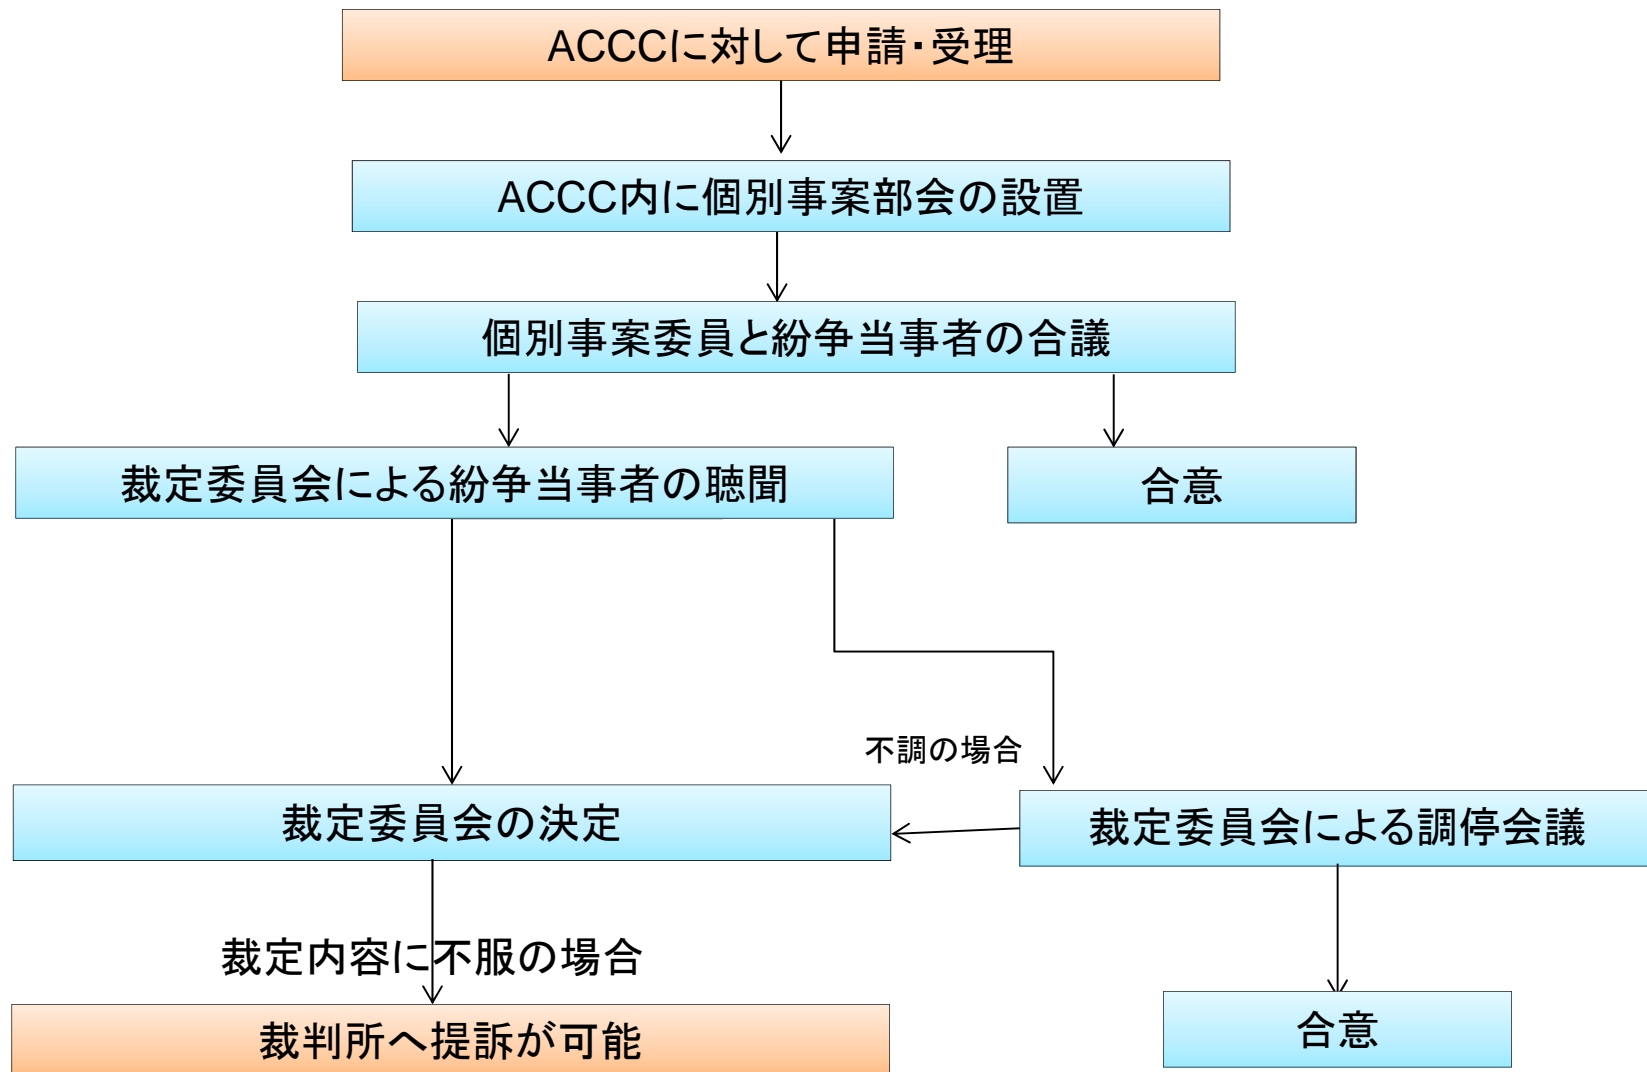 ACCCに対して申請・受理
ACCC内に個別事案部会の設置
個別事案委員と紛争当事者の合議
裁定委員会による紛争当事者の聴聞
合意
不調の場合
裁定委員会の決定
裁定委員会による調停会議
裁定内容に不服の場合
裁判所へ提訴が可能
合意